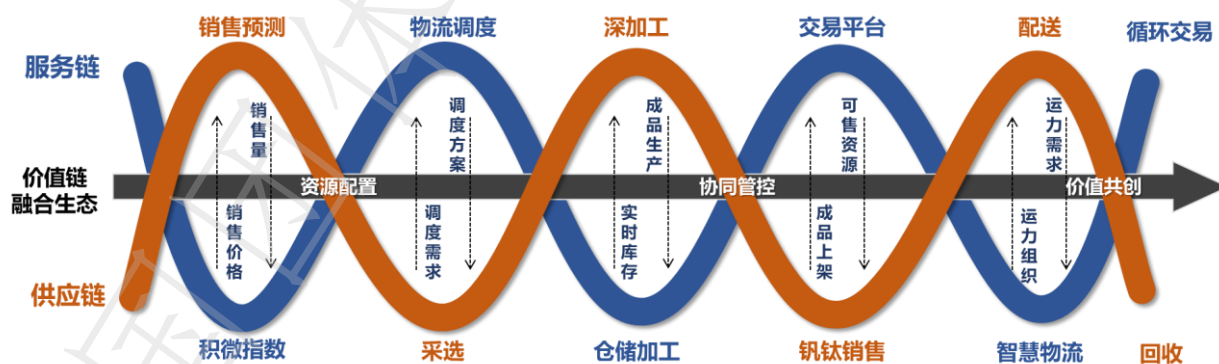 销售预测
物流调度
深加工
交易平台
配送
循环交易
服务链
销售量
调度方案
成品生产
可售资源
运力需求
价值链
融合生态
资源配置
协同管控
价值共创
销售价格
调度需求
实时库存
成品上架
运力组织
供应链
积微指数
采选
仓储加工
钒钛销售
智慧物流
回收